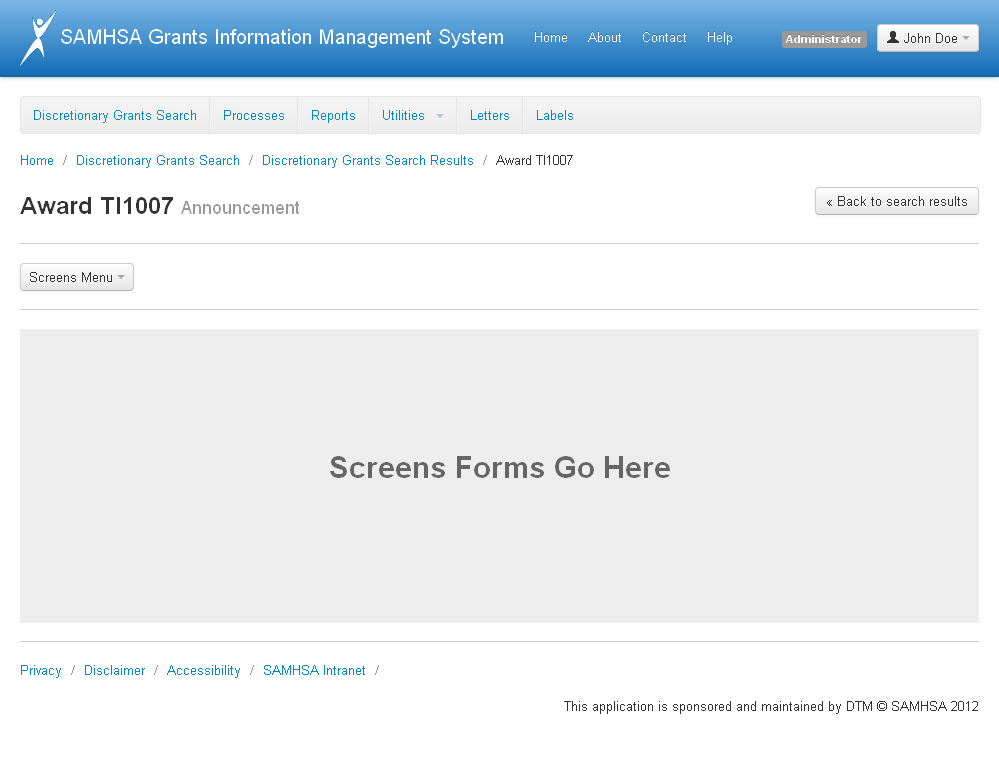 SAMHSA Grants Information Management System Home About Contact Help Administrator John Doe
Discretionary Grants Search Processes Reports Utilities Letters Labels
Home / Discretionary Grants Search / Discretionary Grants Search Results / Award TI1007
Award TI1007 Announcement « Back to search results
Screens Menu
Screens Forms Go Here
Privacy / Disclaimer / Accessibility / SAMHSA Intranet /
This application is sponsored and maintained by DTM © SAMHSA 2012